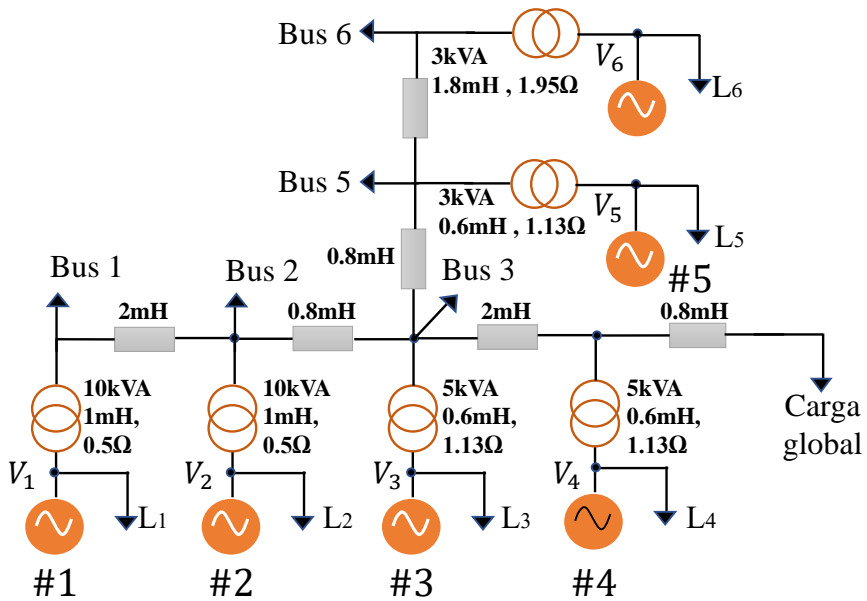 Bus 6
3kVA
1.8mH , 1.95Ω
V6
L6
Bus 5
3kVA
0.6mH , 1.13Ω
V5
L5
#5
0.8mH
Bus 1
Bus 2
Bus 3
2mH
0.8mH
2mH
0.8mH
10kVA
1mH,
0.5Ω
10kVA
1mH,
0.5Ω
5kVA
0.6mH,
1.13Ω
5kVA
0.6mH,
1.13Ω
Carga
global
V1
L1
V2
L2
V3
L3
V4
L4
#1
#2
#3
#4